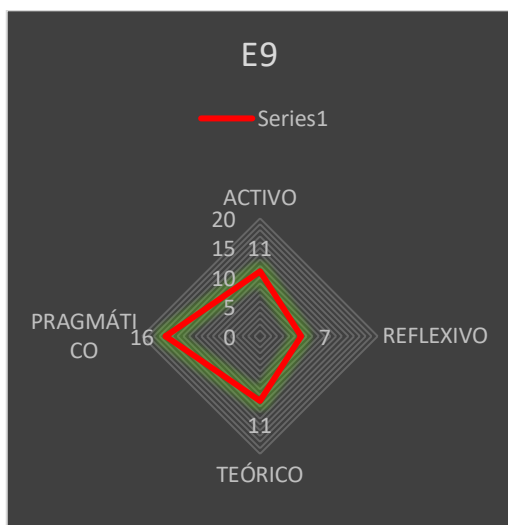 E9
Series1
ACTIVO
20
15 11
10
5
PRAGMÁTI
CO
16 0 7 REFLEXIVO
11
TEÓRICO